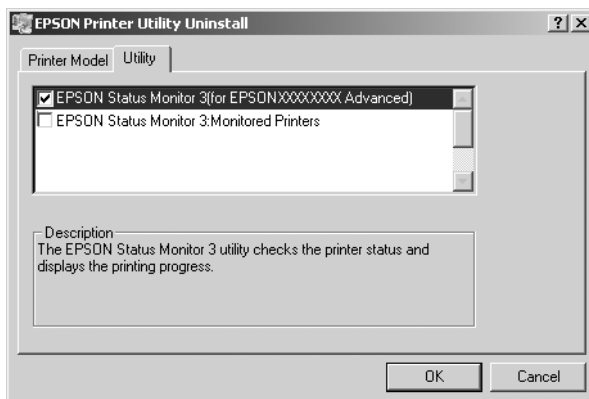 EPSON Printer Utility Uninstall
Printer Model
Utility
EPSON Status Monitor 3(for EPSONXXXXXXXX Advanced)
EPSON Status Monitor 3:Monitored Printers
Description
The EPSON Status Monitor 3 utility checks the printer status and
displays the printing progress.
OK
Cancel